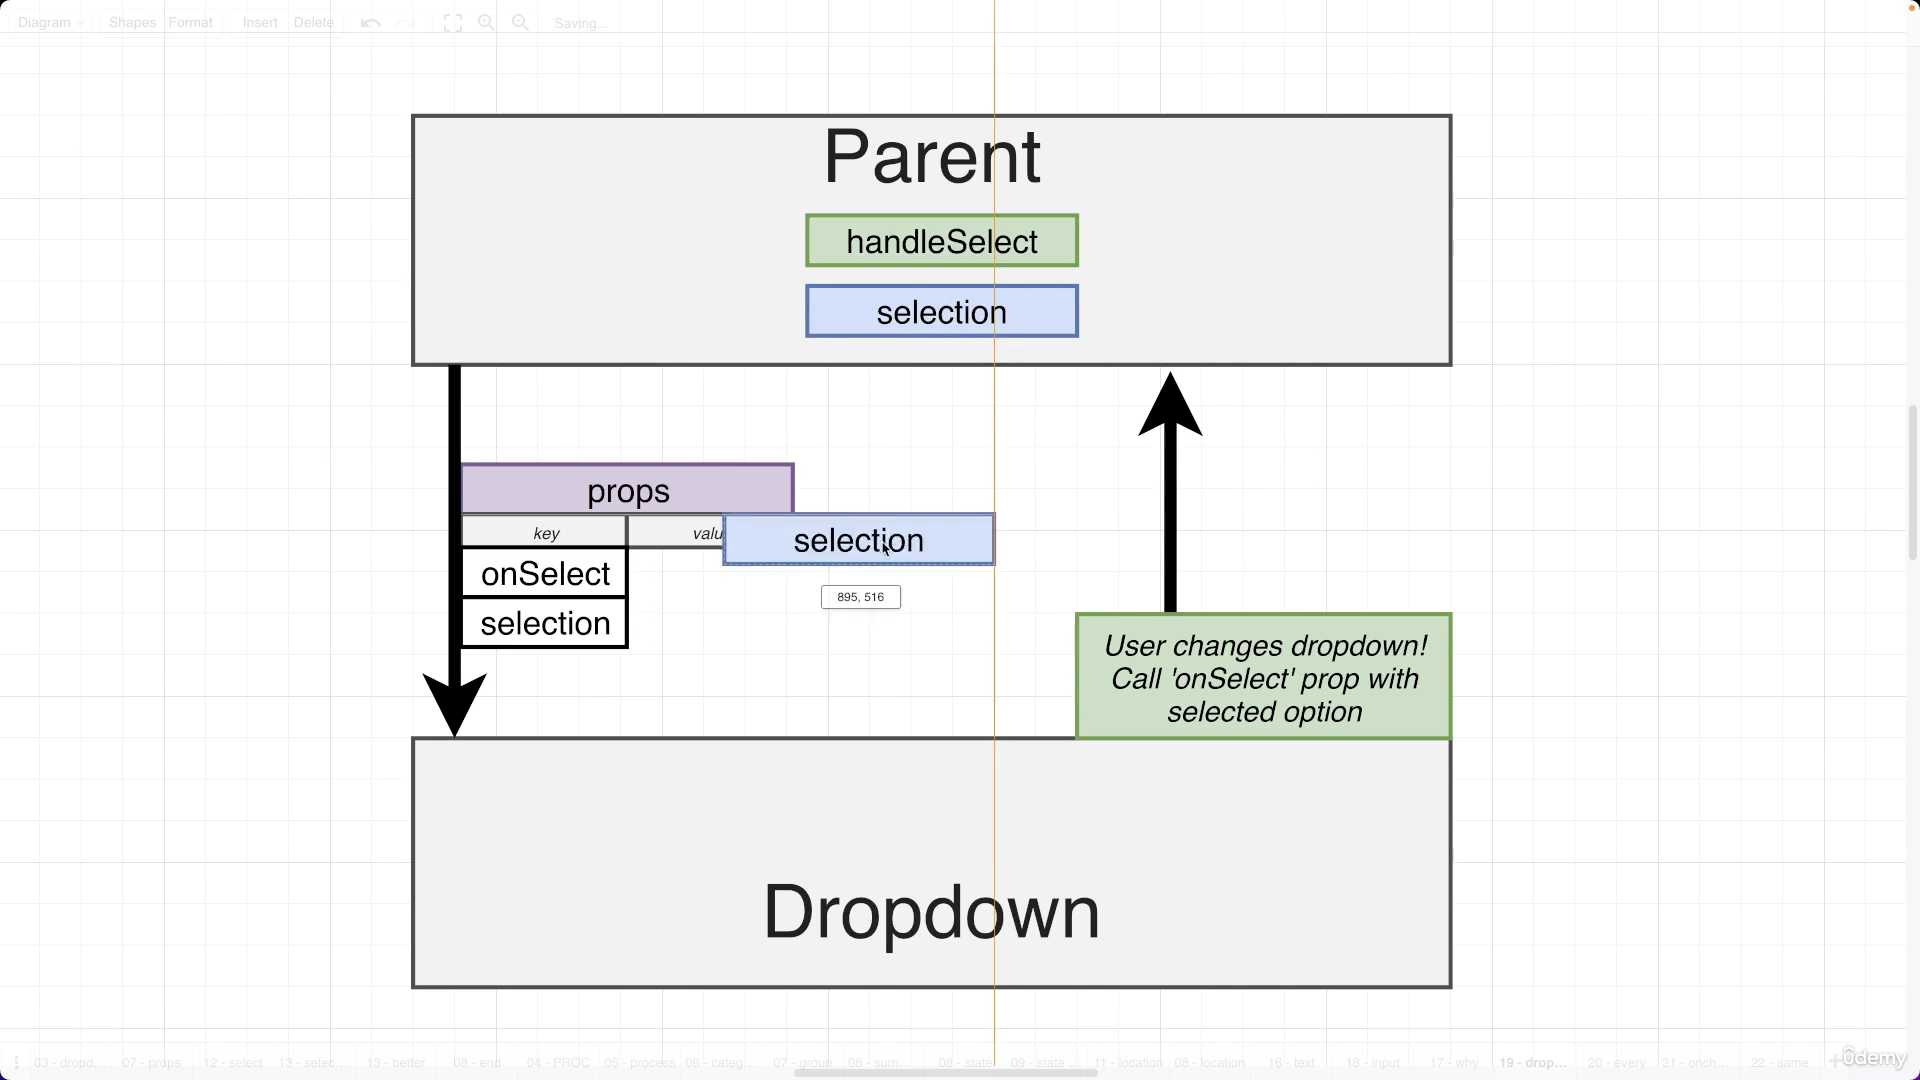 Diagram
Shapes
Format
Insert
Delete
Saving...
Parent
handleSelect
selection
props
key
valu
selection
onSelect
895, 516
selection
User changes dropdown!
Call 'onSelect' prop with
selected option
Dropdown
03 - dropd...
07 - props
12 - select
13 - selec...
13 - better
08 - end
04 - PROC
05 - process
06 - categ...
07 - group
08 - sum...
08 - state
09 - state...
11 - location
08 - location
16 - text
18 - input
17 - why
19 - drop...
20 - every
21 - onch...
22 - same
ûdemy